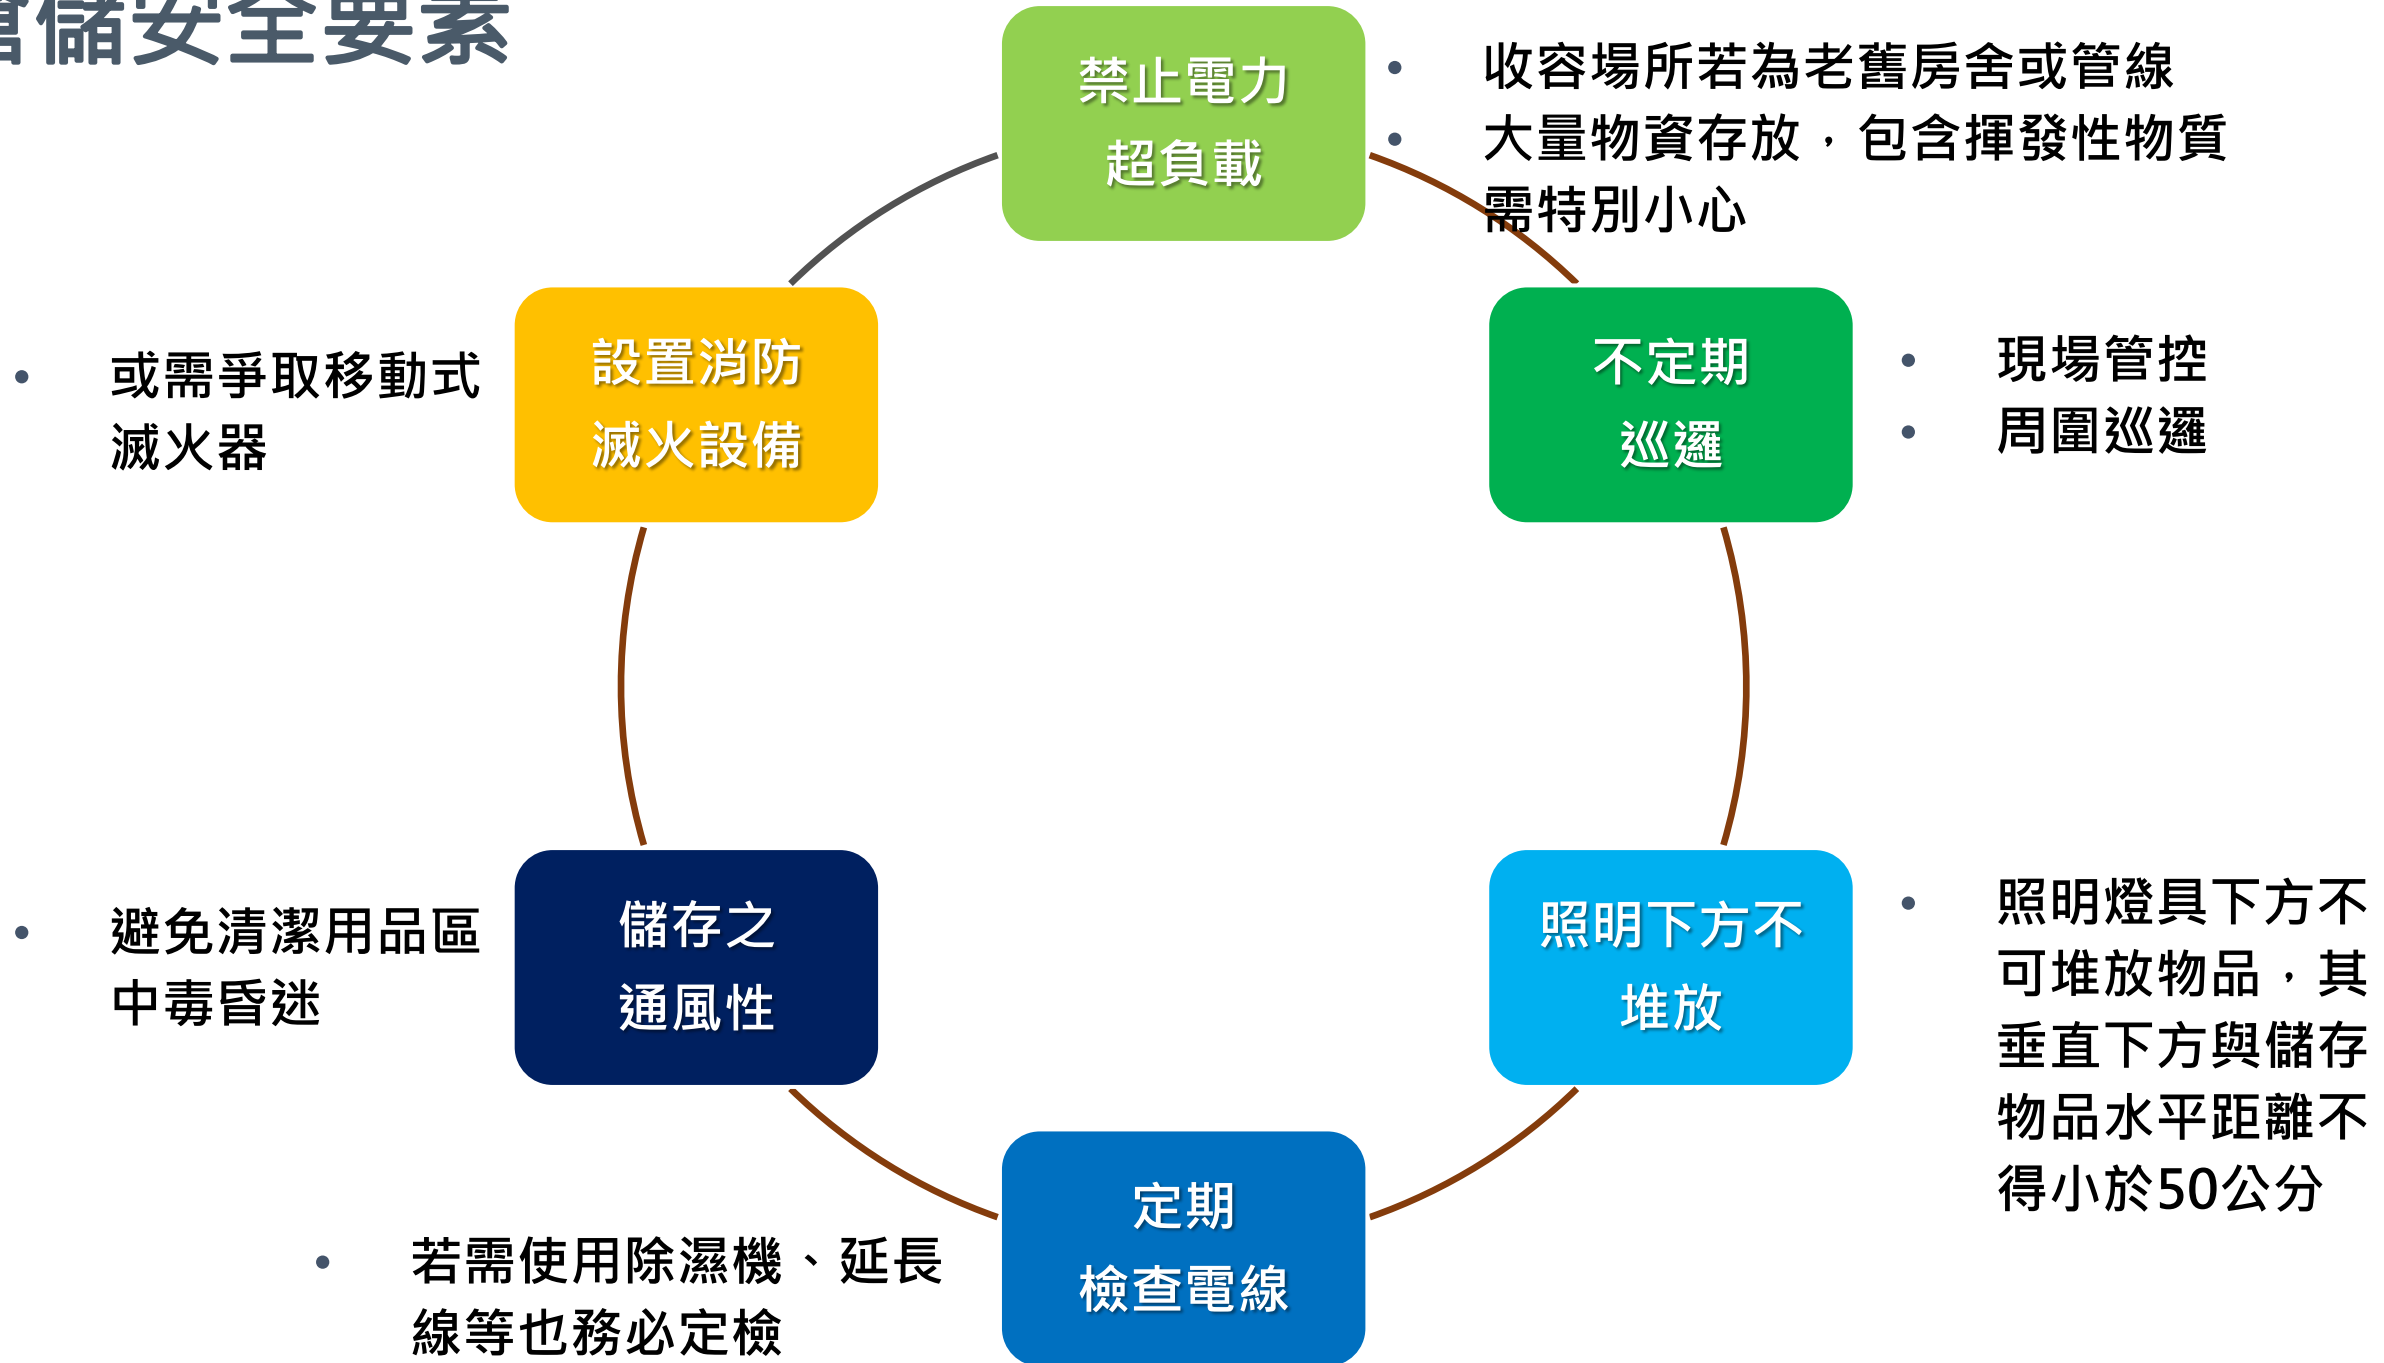 倉儲安全要素
禁止電力
超負載
• 收容場所若為老舊房舍或管線
• 大量物資存放，包含揮發性物質
需特別小心
不定期
巡邏
• 現場管控
• 周圍巡邏
照明下方不
堆放
• 照明燈具下方不
可堆放物品，其
垂直下方與儲存
物品水平距離不
得小於50公分
定期
檢查電線
• 若需使用除濕機、延長
線等也務必定檢
儲存之
通風性
• 避免清潔用品區
中毒昏迷
設置消防
滅火設備
• 或需爭取移動式
滅火器